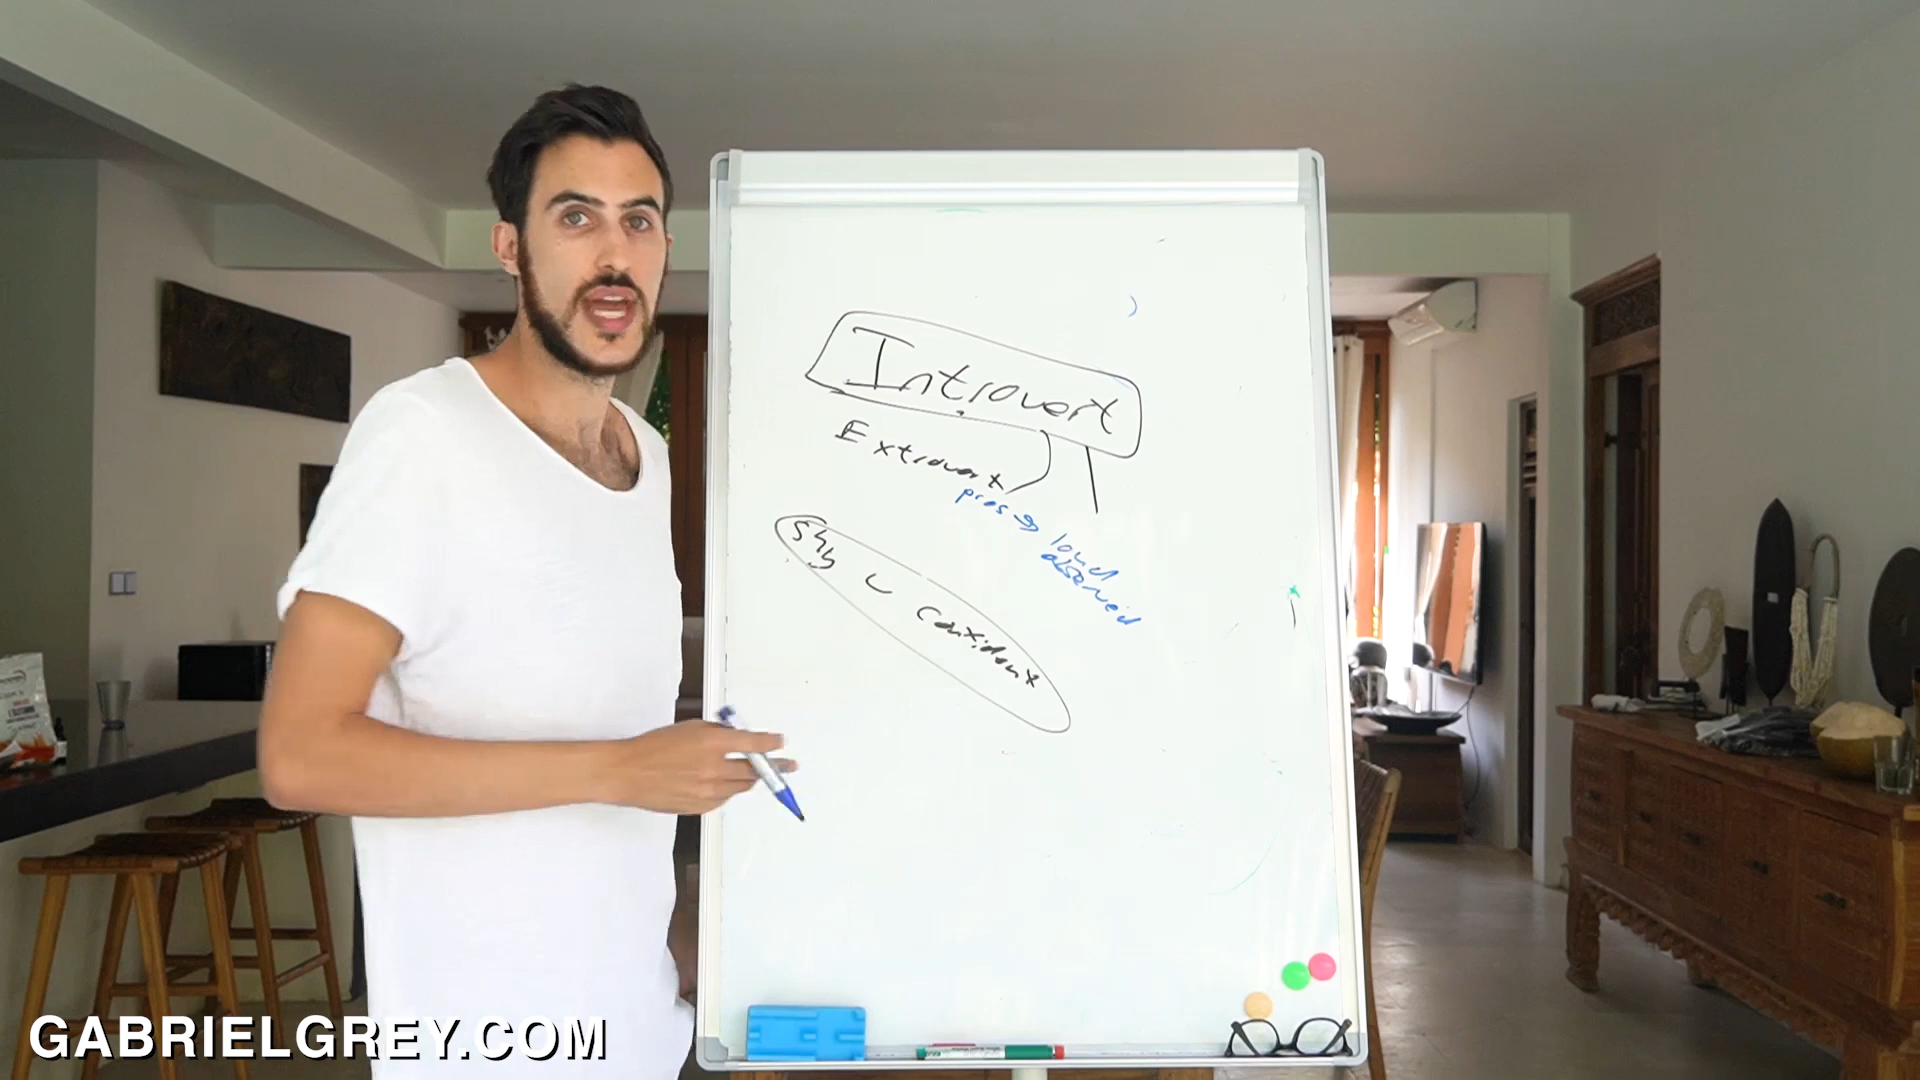 Introvert
Extrovert
pros →
loud
observed
Shy
Confident
GABRIELGREY.COM